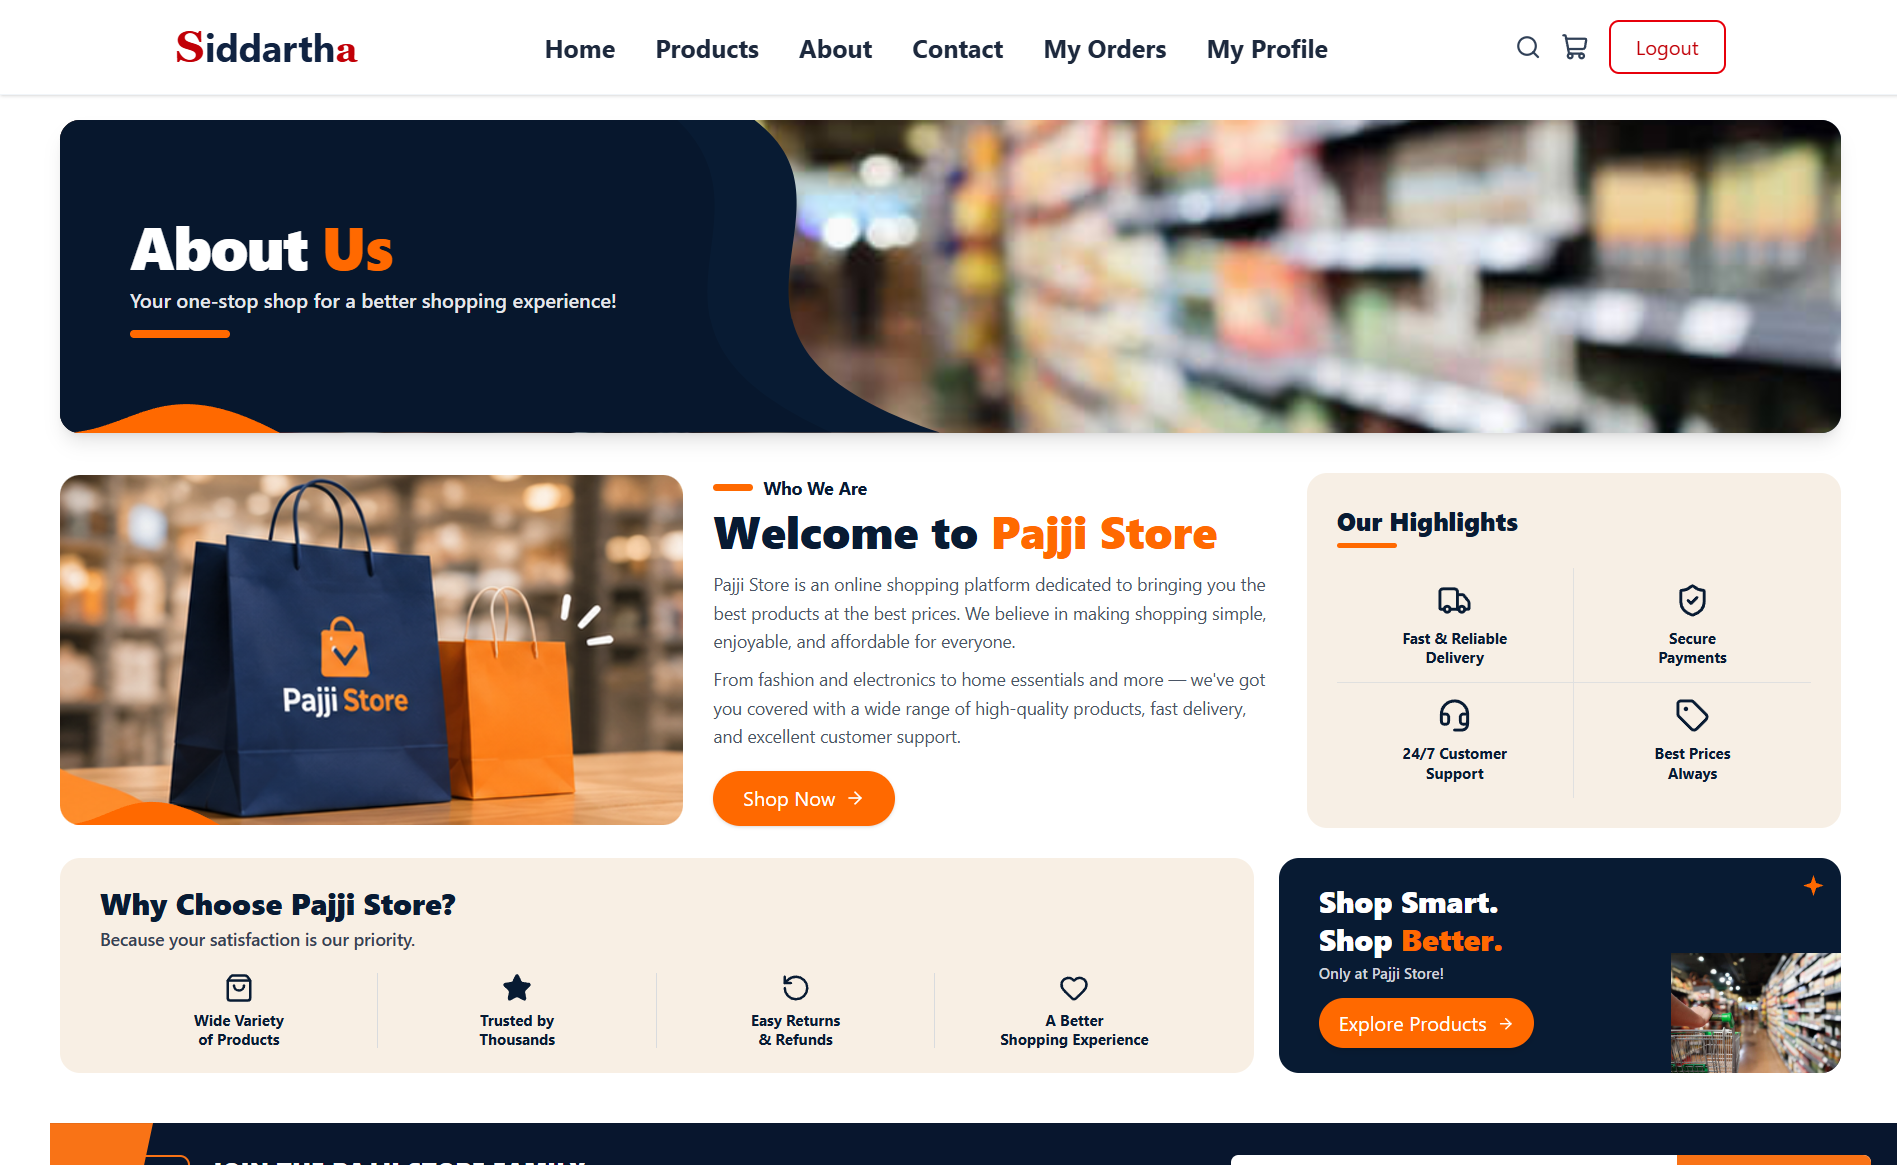 Siddartha
Home
Products
About
Contact
My Orders
My Profile
Logout
About Us
Your one-stop shop for a better shopping experience!
Pajji Store
Who We Are
Welcome to Pajji Store
Pajji Store is an online shopping platform dedicated to bringing you the
best products at the best prices. We believe in making shopping simple,
enjoyable, and affordable for everyone.
From fashion and electronics to home essentials and more — we've got
you covered with a wide range of high-quality products, fast delivery,
and excellent customer support.
Shop Now
Our Highlights
Fast & Reliable
Delivery
Secure
Payments
24/7 Customer
Support
Best Prices
Always
Why Choose Pajji Store?
Because your satisfaction is our priority.
Wide Variety
of Products
Trusted by
Thousands
Easy Returns
& Refunds
A Better
Shopping Experience
Shop Smart.
Shop Better.
Only at Pajji Store!
Explore Products
JOIN THE PAJJI STORE FAMILY